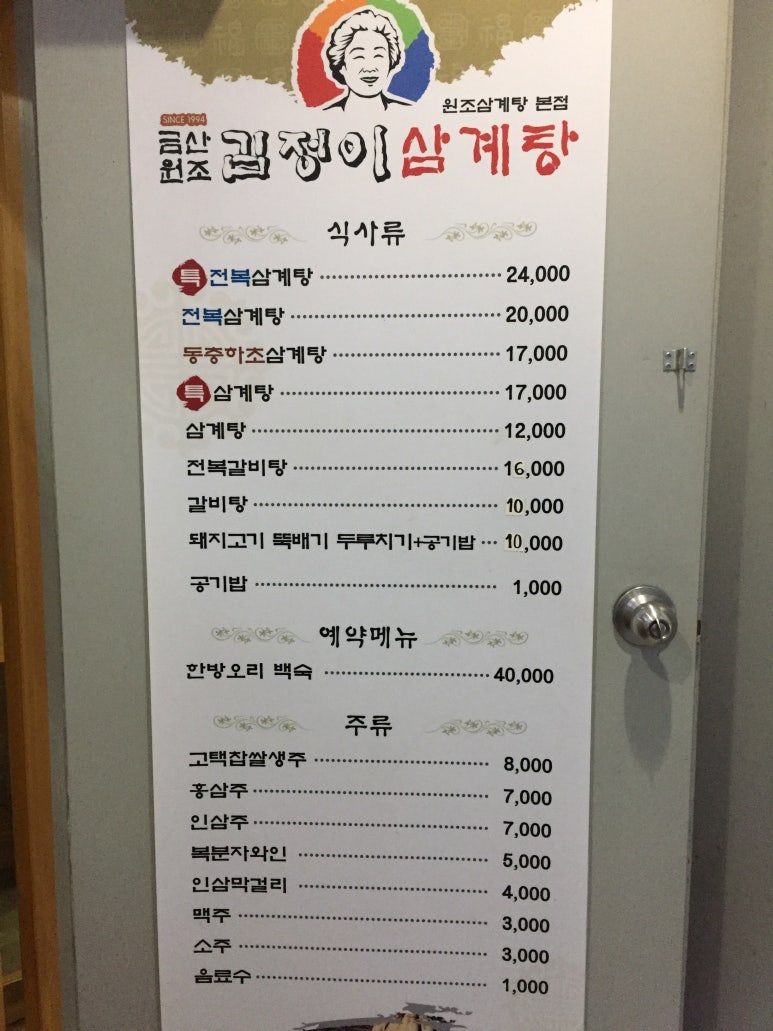 원조삼계탕 본점
SINCE 1994
금산
원조
김정이삼계탕
식사류
특 전복삼계탕 24,000
전복삼계탕 20,000
동충하초삼계탕 17,000
특 삼계탕 17,000
삼계탕 12,000
전복갈비탕 16,000
갈비탕 10,000
돼지고기 뚝배기 두루치기+공기밥 10,000
공기밥 1,000
예약메뉴
한방오리 백숙 40,000
주류
고택찹쌀생주 8,000
홍삼주 7,000
인삼주 7,000
복분자와인 5,000
인삼막걸리 4,000
맥주 3,000
소주 3,000
음료수 1,000